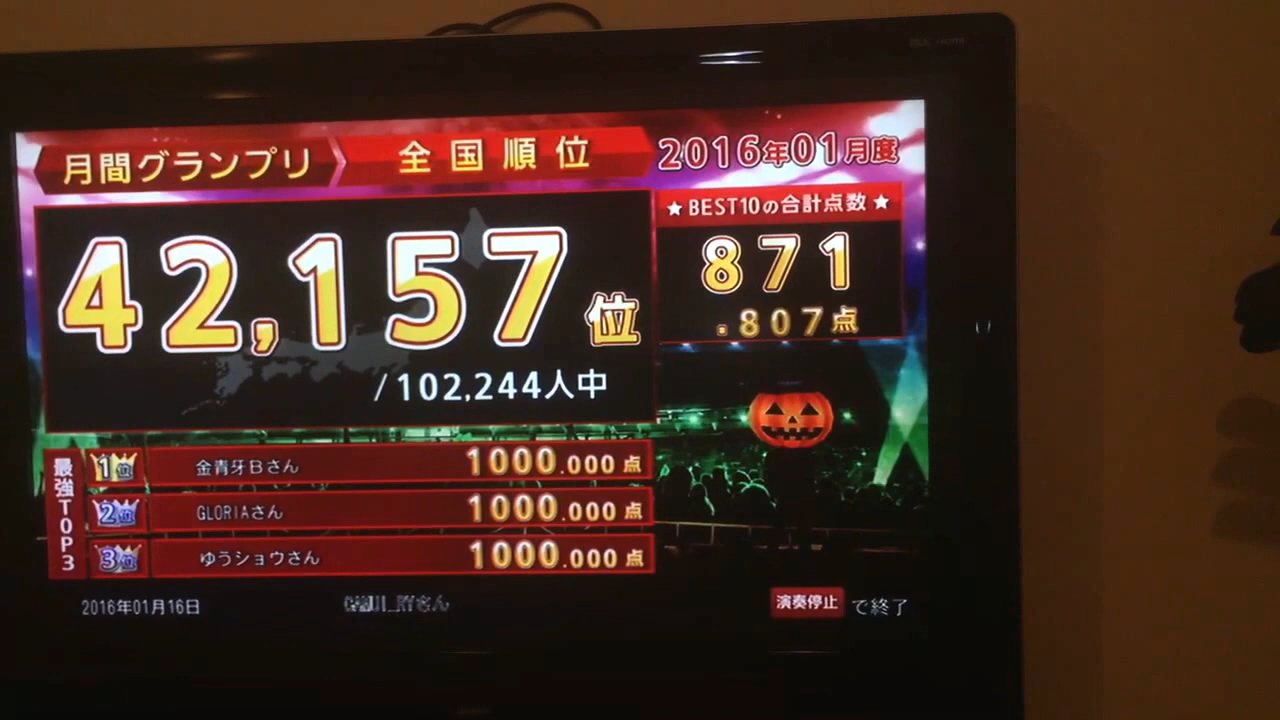 月間グランプリ 全国順位 2016年01月度
42,157位
/102,244人中
★BEST10の合計点数★
871
.807点
最強TOP3
1位 金青牙Bさん 1000.000点
2位 GLORIAさん 1000.000点
3位 ゆうショウさん 1000.000点
2016年01月16日 さん 演奏停止 で終了